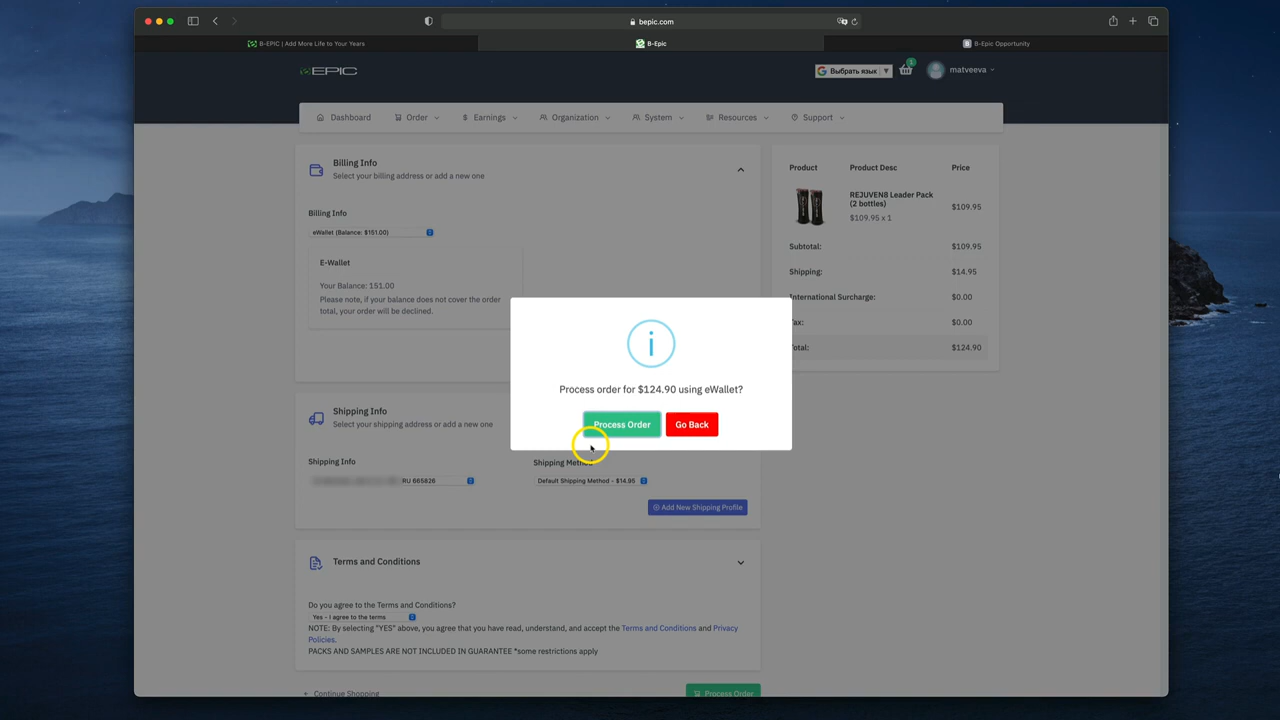 bepic.com
B-EPIC | Add More Life to Your Years
B-Epic
B-Epic Opportunity
EPIC
Выбрать язык
1
matveeva
Dashboard
Order
Earnings
Organization
System
Resources
Support
Billing Info
Select your billing address or add a new one
Billing Info
eWallet (Balance: $151.00)
E-Wallet
Your Balance: 151.00
Please note, if your balance does not cover the order
total, your order will be declined.
Product
Product Desc
Price
REJUVEN8 Leader Pack
(2 bottles)
$109.95 x 1
$109.95
Subtotal:
$109.95
Shipping:
$14.95
International Surcharge:
$0.00
Tax:
$0.00
Total:
$124.90
Process order for $124.90 using eWallet?
Process Order
Go Back
Shipping Info
Select your shipping address or add a new one
Shipping Info
RU 665826
Shipping Method
Default Shipping Method - $14.95
Add New Shipping Profile
Terms and Conditions
Do you agree to the Terms and Conditions?
Yes - I agree to the terms
NOTE: By selecting "YES" above, you agree that you have read, understand, and accept the Terms and Conditions and Privacy
Policies.
PACKS AND SAMPLES ARE NOT INCLUDED IN GUARANTEE *some restrictions apply
Continue Shopping
Process Order